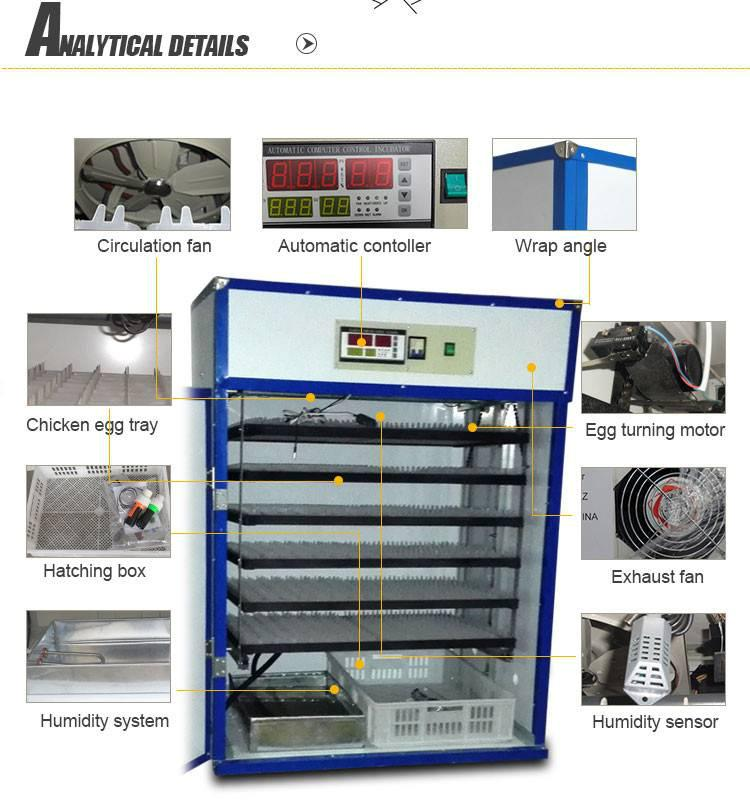 ANALYTICAL DETAILS
AUTOMATIC COMPUTER CONTROL INCUBATOR
Circulation fan
Automatic contoller
Wrap angle
Chicken egg tray
Egg turning motor
Z
INA
Hatching box
Exhaust fan
Humidity system
Humidity sensor